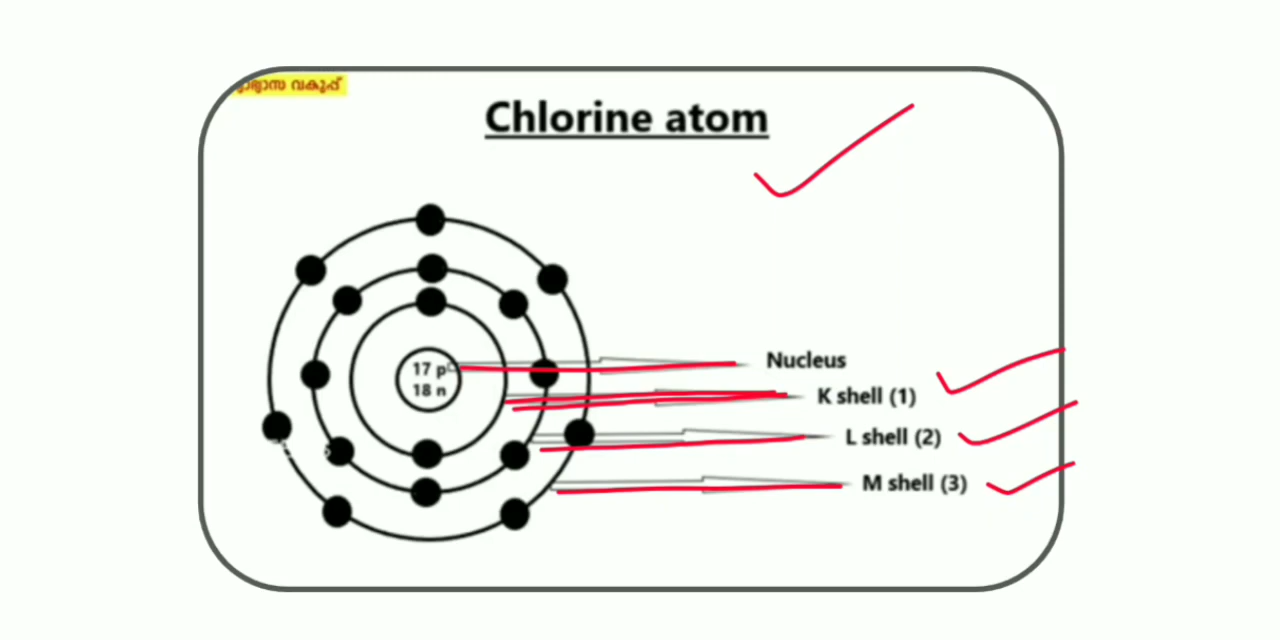 വകുപ്പ്
Chlorine atom
17 p
18 n
Nucleus
K shell (1)
L shell (2)
M shell (3)